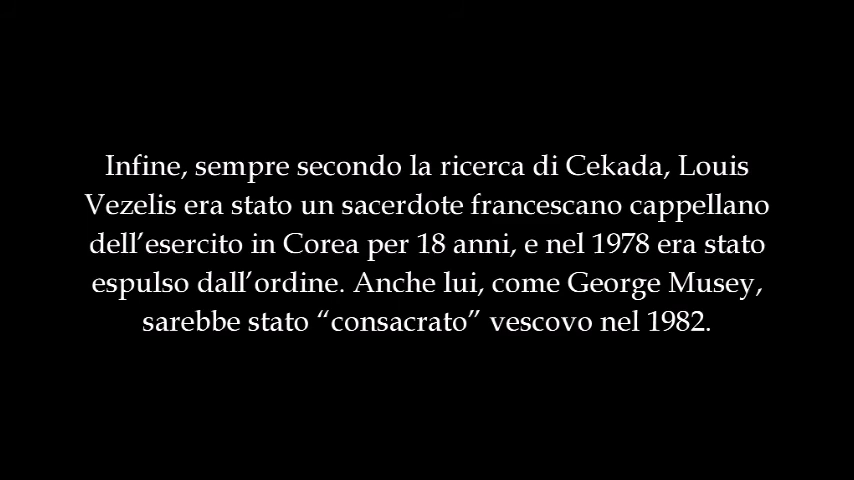 Infine, sempre secondo la ricerca di Cekada, Louis
Vezelis era stato un sacerdote francescano cappellano
dell’esercito in Corea per 18 anni, e nel 1978 era stato
espulso dall’ordine. Anche lui, come George Musey,
sarebbe stato “consacrato” vescovo nel 1982.